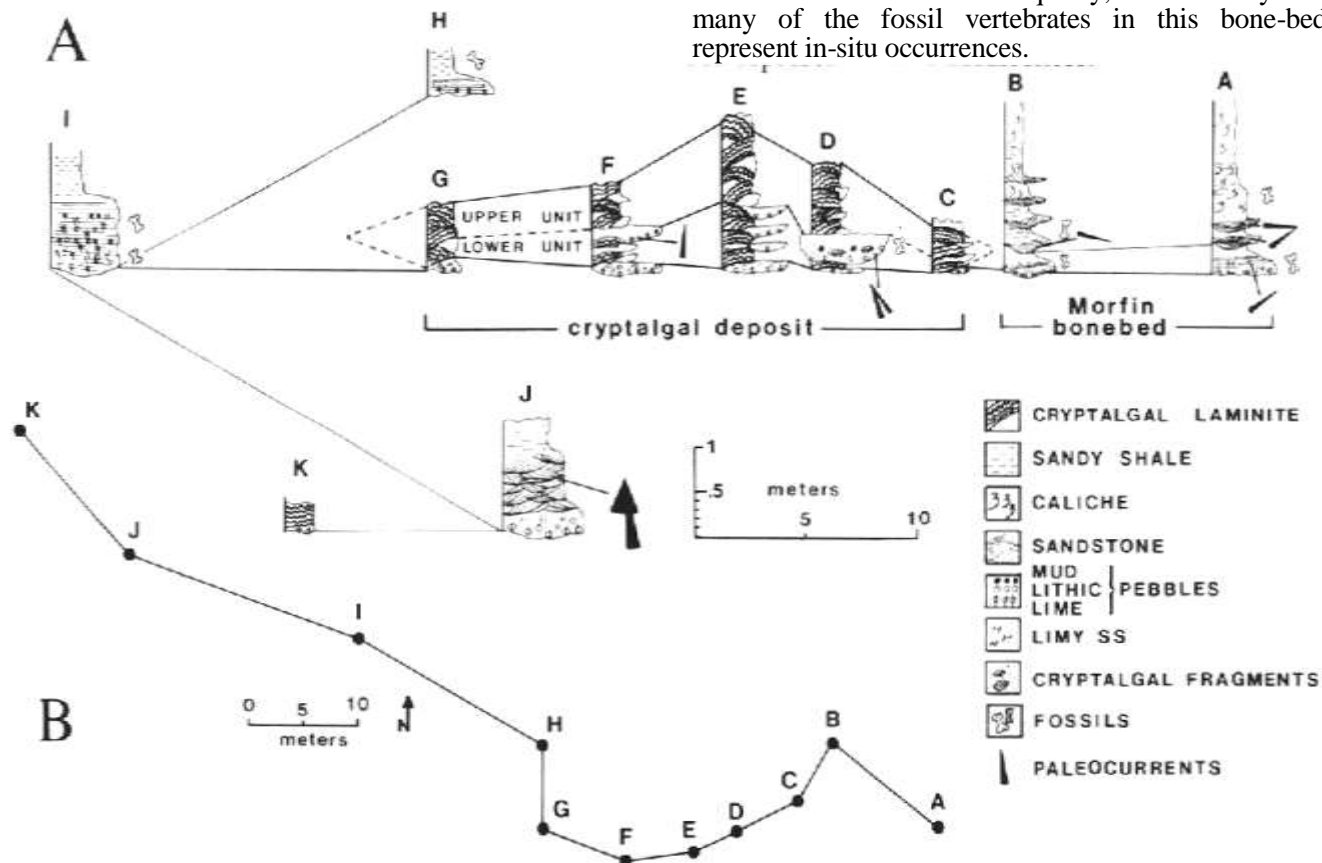 many of the fossil vertebrates in this bone-bed
represent in-situ occurrences.
A
H
I
G
F
E
D
C
B
A
UPPER UNIT
LOWER UNIT
cryptalgal deposit
Morfin
bonebed
K
J
1
.5
meters
5
10
CRYPTALGAL LAMINITE
SANDY SHALE
CALICHE
SANDSTONE
MUD
LITHIC PEBBLES
LIME
LIMY SS
CRYPTALGAL FRAGMENTS
FOSSILS
PALEOCURRENTS
B
K
J
I
H
G
F
E
D
C
B
A
0 5 10
meters
N